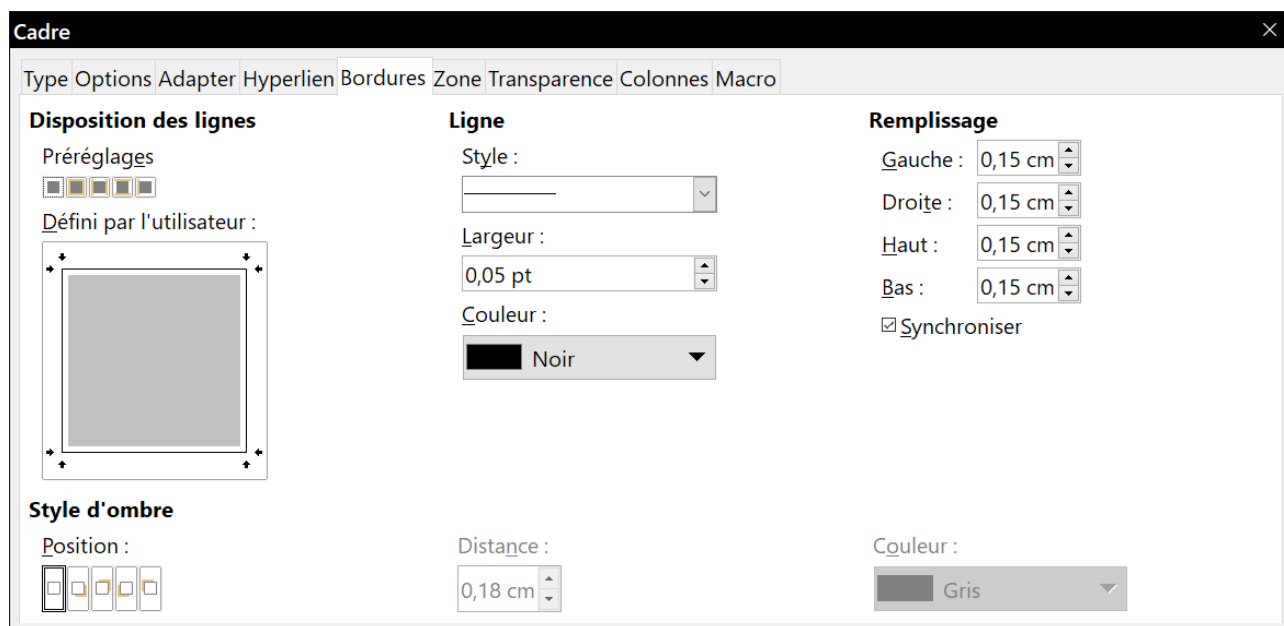 Cadre
Type Options Adapter Hyperlien Bordures Zone Transparence Colonnes Macro
Disposition des lignes
Préréglages
Défini par l'utilisateur :
Ligne
Style :
Largeur :
0,05 pt
Couleur :
Noir
Remplissage
Gauche : 0,15 cm
Droite : 0,15 cm
Haut : 0,15 cm
Bas : 0,15 cm
Synchroniser
Style d'ombre
Position :
Distance :
0,18 cm
Couleur :
Gris